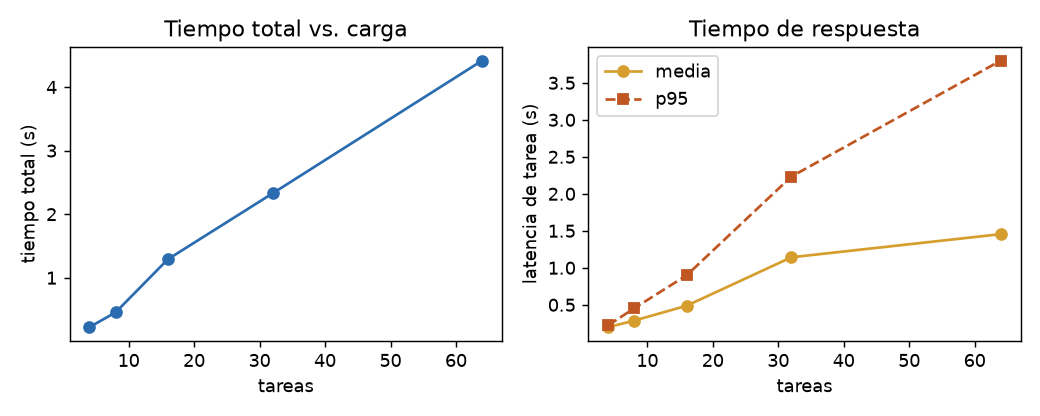 Tiempo total vs. carga
tiempo total (s)
4
3
2
1
10 20 30 40 50 60
tareas
Tiempo de respuesta
latencia de tarea (s)
media
p95
3.5
3.0
2.5
2.0
1.5
1.0
0.5
10 20 30 40 50 60
tareas